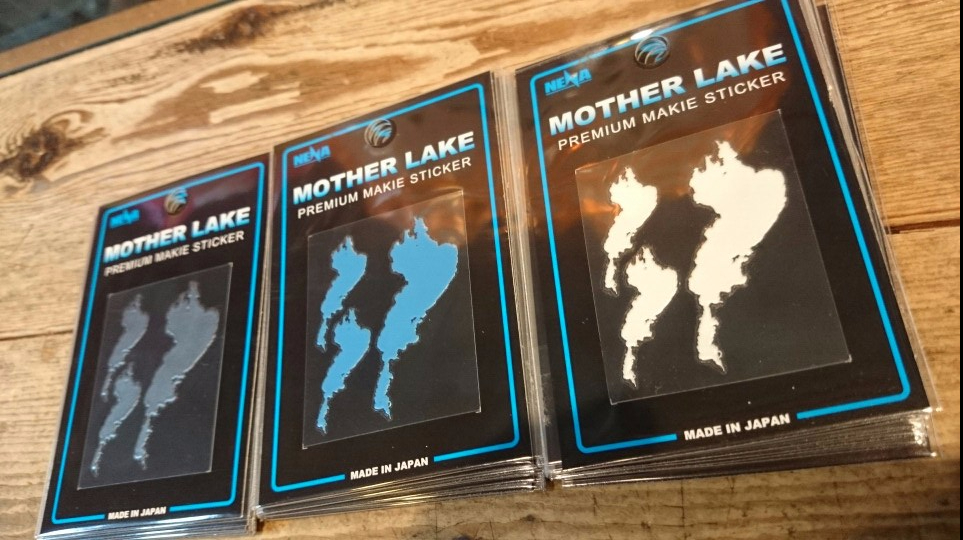 NEXA
MOTHER LAKE
PREMIUM MAKIE STICKER
MADE IN JAPAN
NEXA
MOTHER LAKE
PREMIUM MAKIE STICKER
MADE IN JAPAN
NEXA
MOTHER LAKE
PREMIUM MAKIE STICKER
MADE IN JAPAN